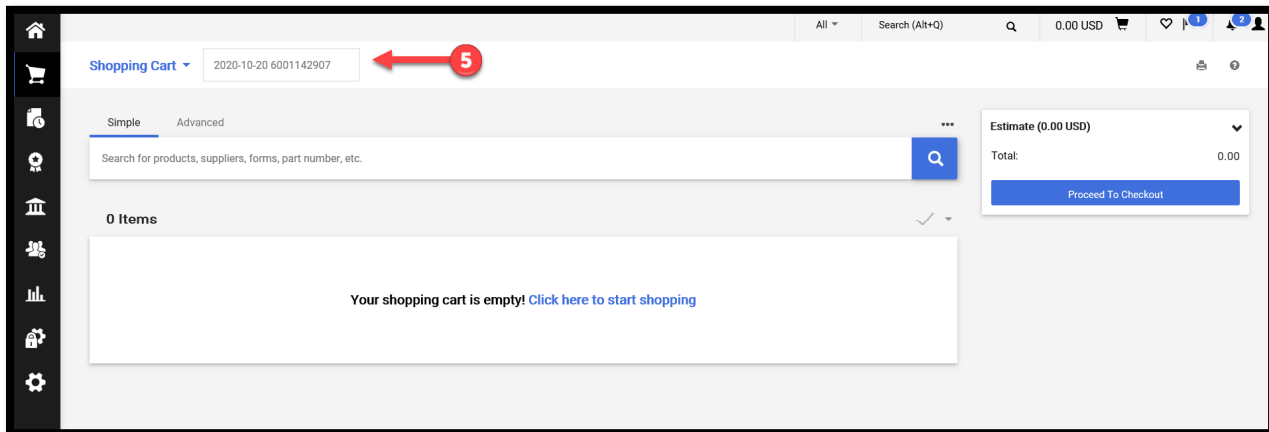 All
Search (Alt+Q)
0.00 USD
1
2
Shopping Cart
2020-10-20 6001142907
5
Simple
Advanced
Search for products, suppliers, forms, part number, etc.
Estimate (0.00 USD)
Total:
0.00
Proceed To Checkout
0 Items
Your shopping cart is empty! Click here to start shopping